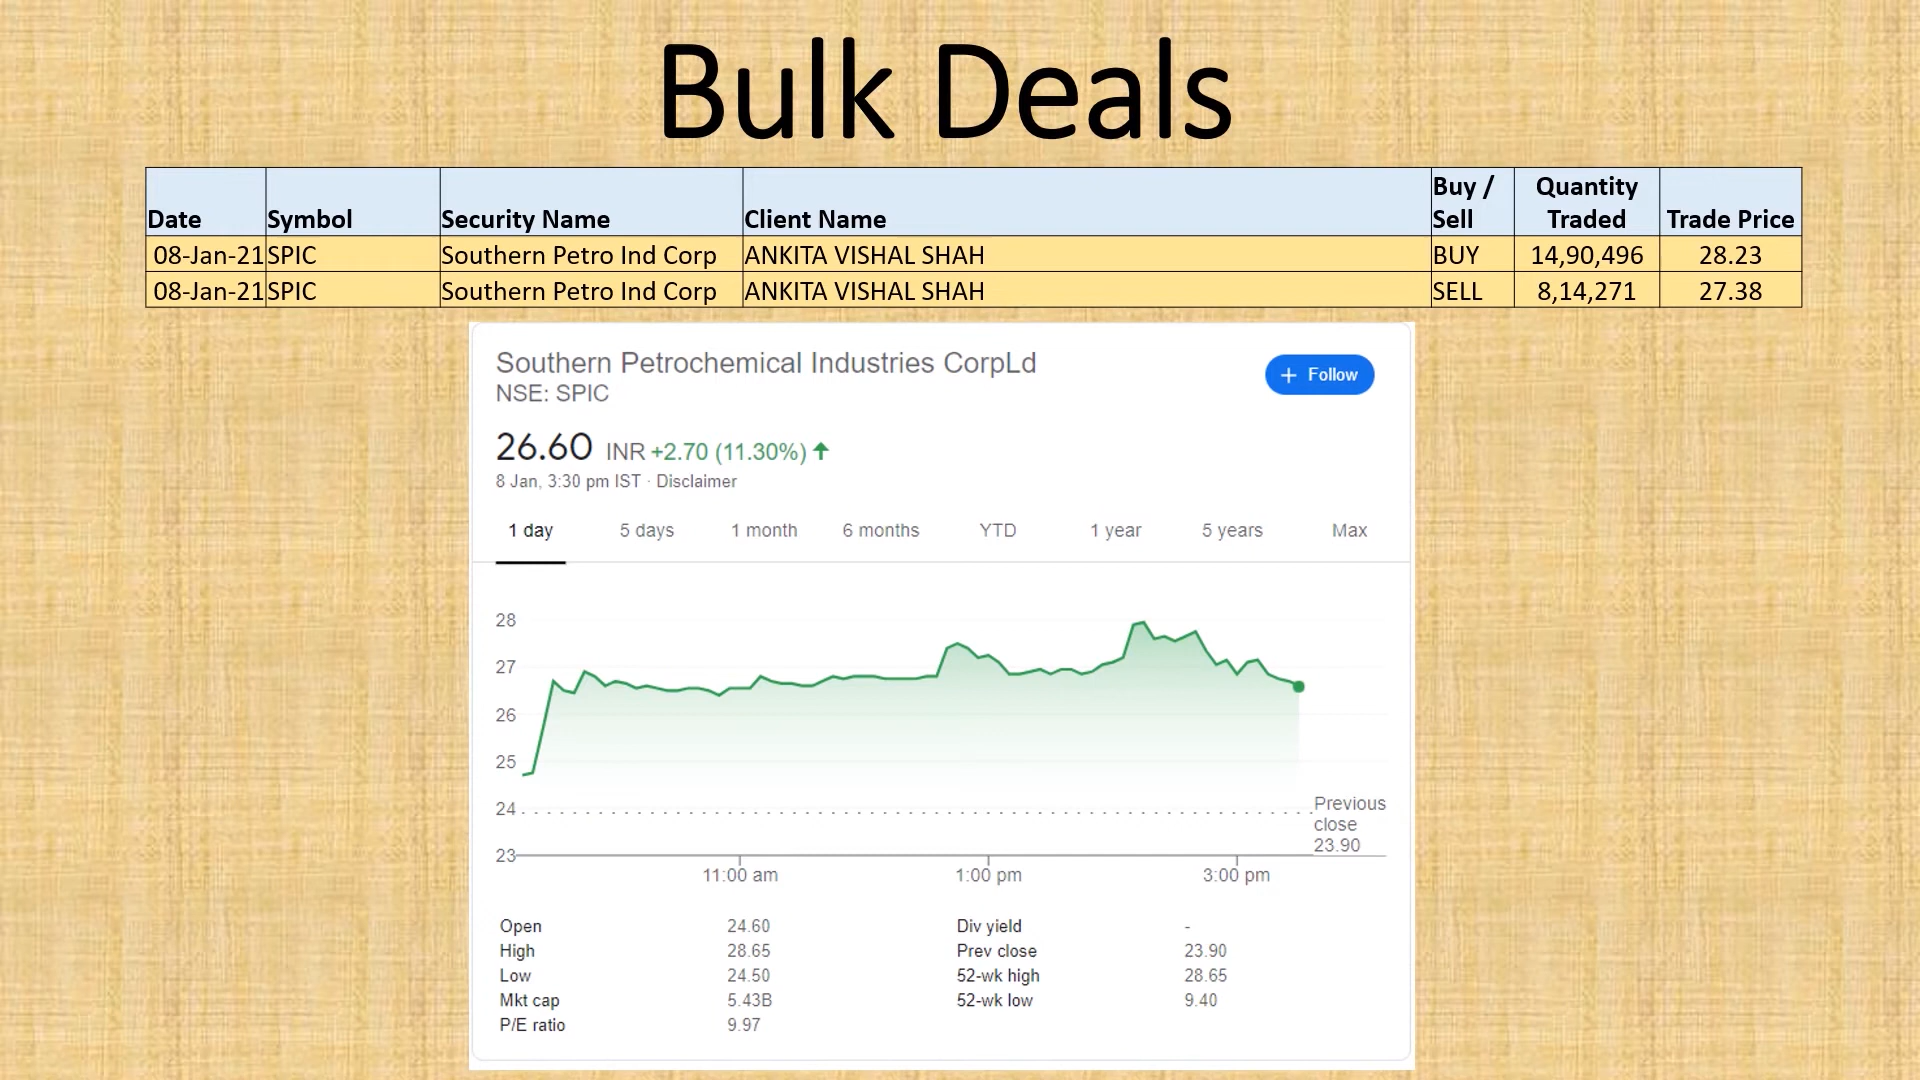 Bulk Deals
Date Symbol Security Name Client Name Buy / Sell Quantity Traded Trade Price
08-Jan-21 SPIC Southern Petro Ind Corp ANKITA VISHAL SHAH BUY 14,90,496 28.23
08-Jan-21 SPIC Southern Petro Ind Corp ANKITA VISHAL SHAH SELL 8,14,271 27.38
Southern Petrochemical Industries CorpLd
NSE: SPIC
+ Follow
26.60 INR +2.70 (11.30%) ↑
8 Jan, 3:30 pm IST · Disclaimer
1 day 5 days 1 month 6 months YTD 1 year 5 years Max
28
27
26
25
24
23
Previous
close
23.90
11:00 am 1:00 pm 3:00 pm
Open 24.60 Div yield -
High 28.65 Prev close 23.90
Low 24.50 52-wk high 28.65
Mkt cap 5.43B 52-wk low 9.40
P/E ratio 9.97